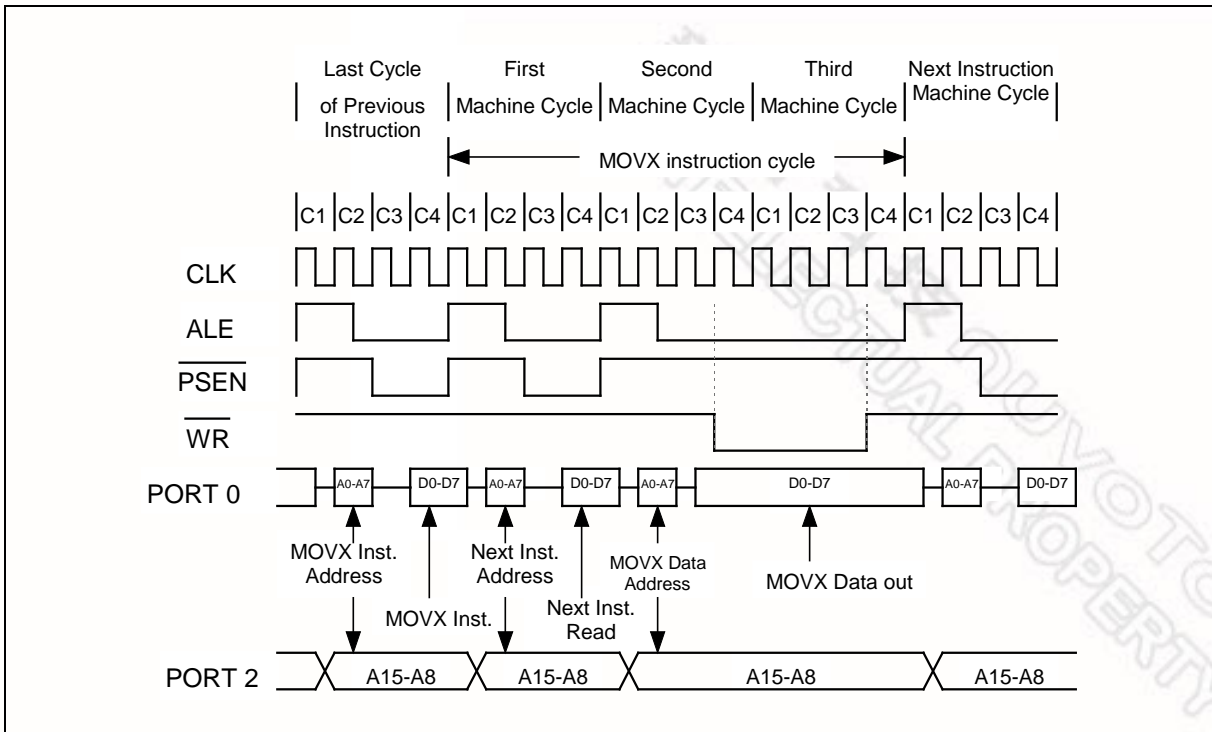 Last Cycle
of Previous
Instruction
First
Machine Cycle
Second
Machine Cycle
Third
Machine Cycle
Next Instruction
Machine Cycle
MOVX instruction cycle
C1 C2 C3 C4 C1 C2 C3 C4 C1 C2 C3 C4 C1 C2 C3 C4 C1 C2 C3 C4
CLK
ALE
PSEN
WR
PORT 0
A0-A7 D0-D7 A0-A7 D0-D7 A0-A7 D0-D7 A0-A7 D0-D7
MOVX Inst.
Address
MOVX Inst.
Next Inst.
Address
Next Inst.
Read
MOVX Data
Address
MOVX Data out
PORT 2
A15-A8 A15-A8 A15-A8 A15-A8
PROPERTY